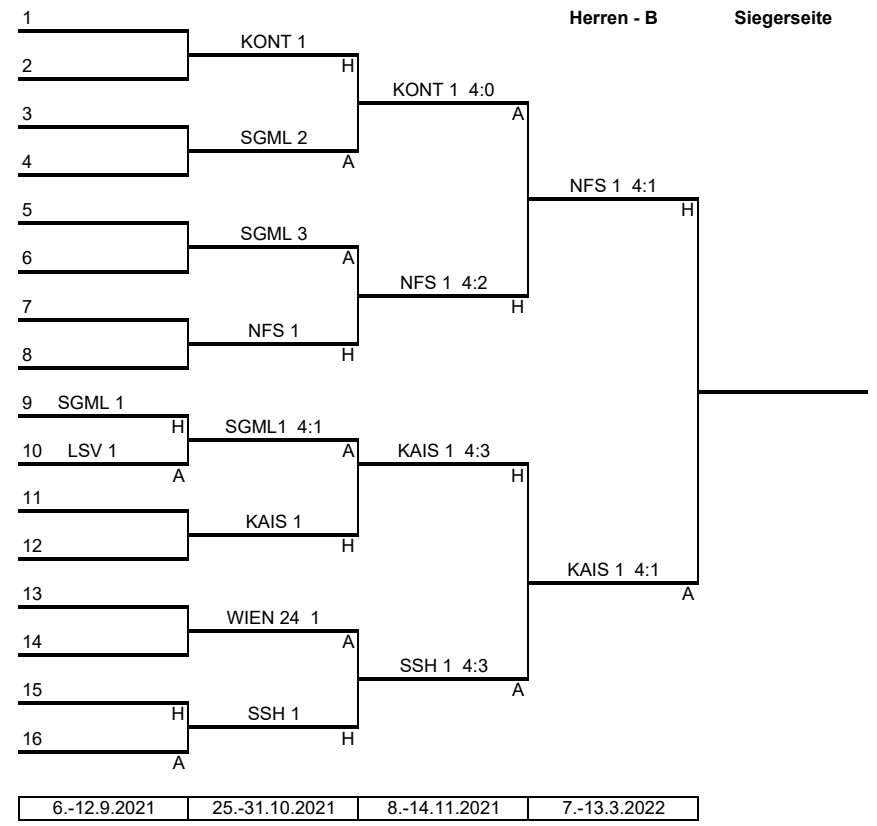 1
Herren - B
Siegerseite
KONT 1
2
H
KONT 1 4:0
3
A
SGML 2
4
A
NFS 1 4:1
5
H
SGML 3
6
A
NFS 1 4:2
7
H
NFS 1
8
H
9 SGML 1
H
SGML1 4:1
10 LSV 1
A
KAIS 1 4:3
A
H
11
KAIS 1
12
H
KAIS 1 4:1
13
A
WIEN 24 1
14
A
SSH 1 4:3
15
A
H
SSH 1
16
H
A
6.-12.9.2021
25.-31.10.2021
8.-14.11.2021
7.-13.3.2022